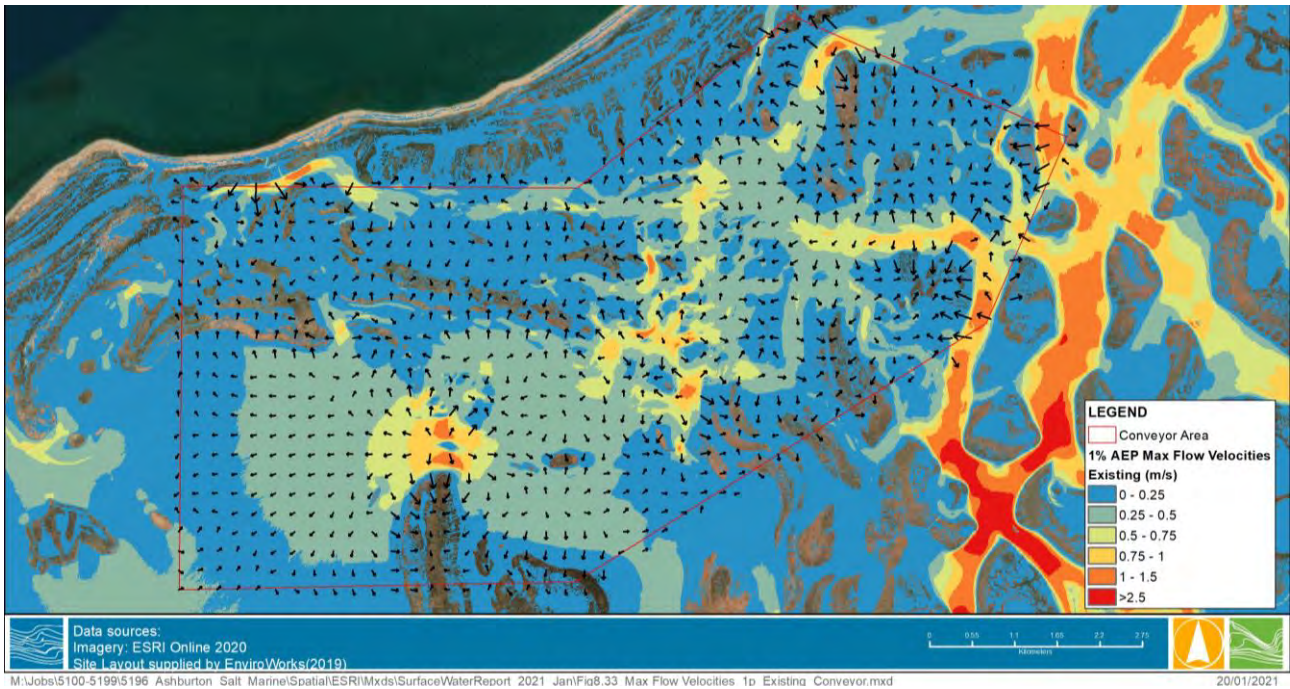 LEGEND
Conveyor Area
1% AEP Max Flow Velocities
Existing (m/s)
0 - 0.25
0.25 - 0.5
0.5 - 0.75
0.75 - 1
1 - 1.5
>2.5
Data sources:
Imagery: ESRI Online 2020
Site Layout supplied by EnviroWorks(2019)
0 0.55 1.1 1.65 2.2 2.75
Kilometers
M:\Jobs\5100-5199\5196_Ashburton_Salt_Marine\Spatial\ESRI\Mxds\SurfaceWaterReport_2021_Jan\Fig8.33_Max Flow Velocities_1p_Existing_Conveyor.mxd 20/01/2021